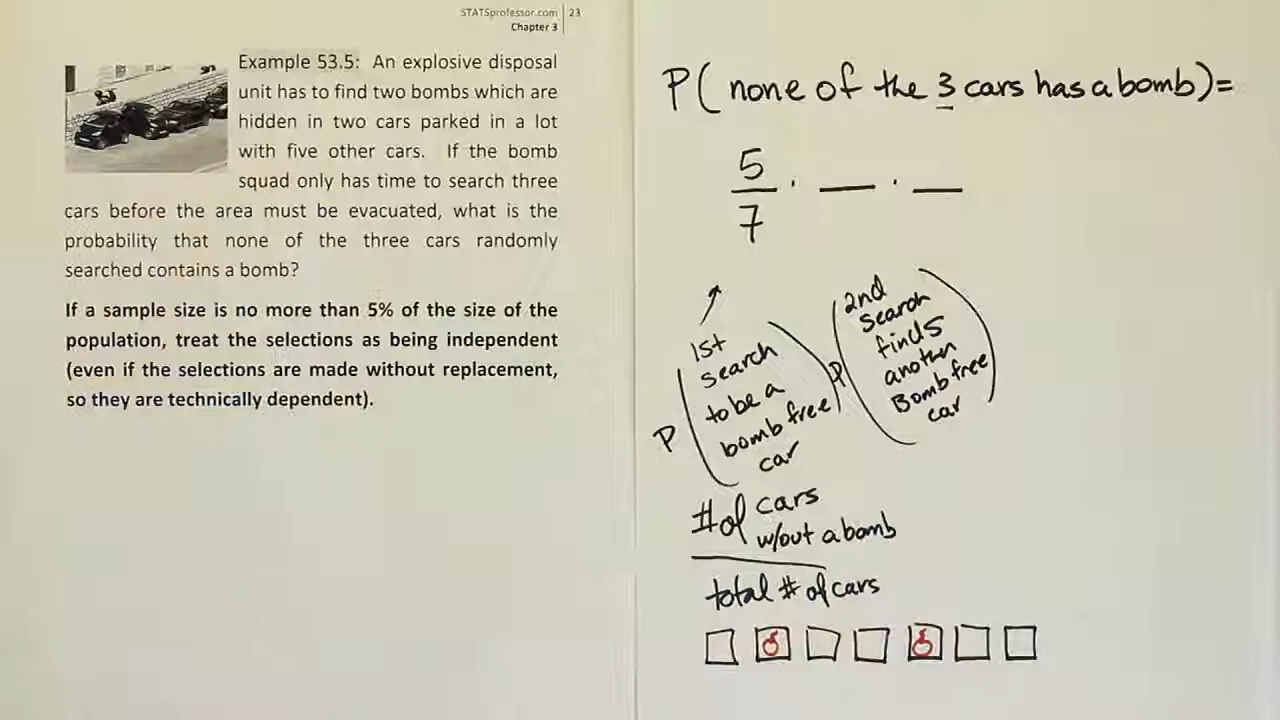 STATSprofessor.com | 23
Chapter 3
Example 53.5: An explosive disposal
unit has to find two bombs which are
hidden in two cars parked in a lot
with five other cars. If the bomb
squad only has time to search three
cars before the area must be evacuated, what is the
probability that none of the three cars randomly
searched contains a bomb?
If a sample size is no more than 5% of the size of the
population, treat the selections as being independent
(even if the selections are made without replacement,
so they are technically dependent).
P( none of the 3 cars has a bomb)=
5
7
· __ · __
P( 1st
search
to be a
bomb free
car )
P( 2nd
search
finds
another
Bomb free
car )
# of cars
w/out a bomb
total # of cars